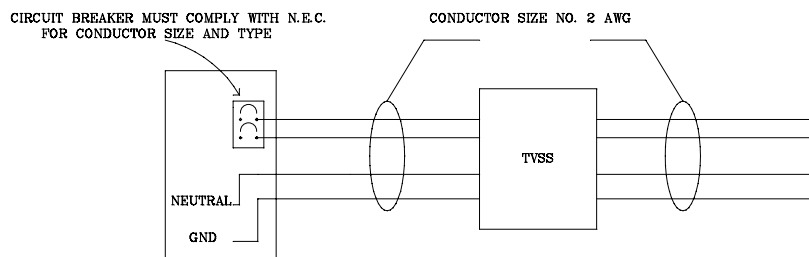 CIRCUIT BREAKER MUST COMPLY WITH N.E.C.
FOR CONDUCTOR SIZE AND TYPE
CONDUCTOR SIZE NO. 2 AWG
TVSS
NEUTRAL
GND